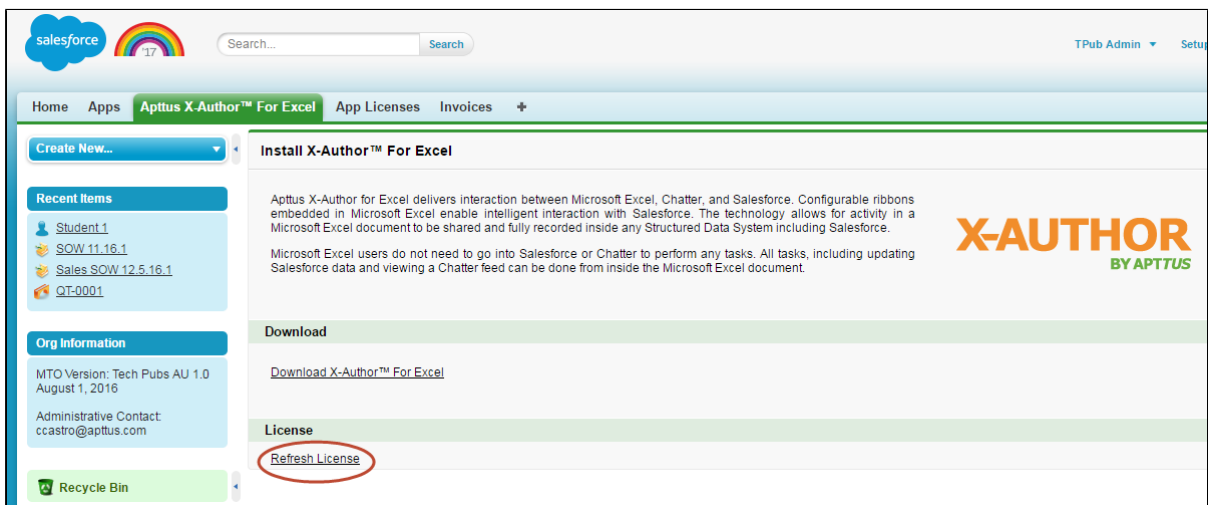 salesforce
'17
Search...
Search
TPub Admin
Setup
Home
Apps
Apttus X-Author™ For Excel
App Licenses
Invoices
+
Create New...
Install X-Author™ For Excel
Recent Items
Student 1
SOW 11.16.1
Sales SOW 12.5.16.1
QT-0001
Apttus X-Author for Excel delivers interaction between Microsoft Excel, Chatter, and Salesforce. Configurable ribbons
embedded in Microsoft Excel enable intelligent interaction with Salesforce. The technology allows for activity in a
Microsoft Excel document to be shared and fully recorded inside any Structured Data System including Salesforce.
Microsoft Excel users do not need to go into Salesforce or Chatter to perform any tasks. All tasks, including updating
Salesforce data and viewing a Chatter feed can be done from inside the Microsoft Excel document.
X-AUTHOR
BY APTTUS
Org Information
MTO Version: Tech Pubs AU 1.0
August 1, 2016
Administrative Contact:
ccastro@apttus.com
Download
Download X-Author™ For Excel
License
Refresh License
Recycle Bin